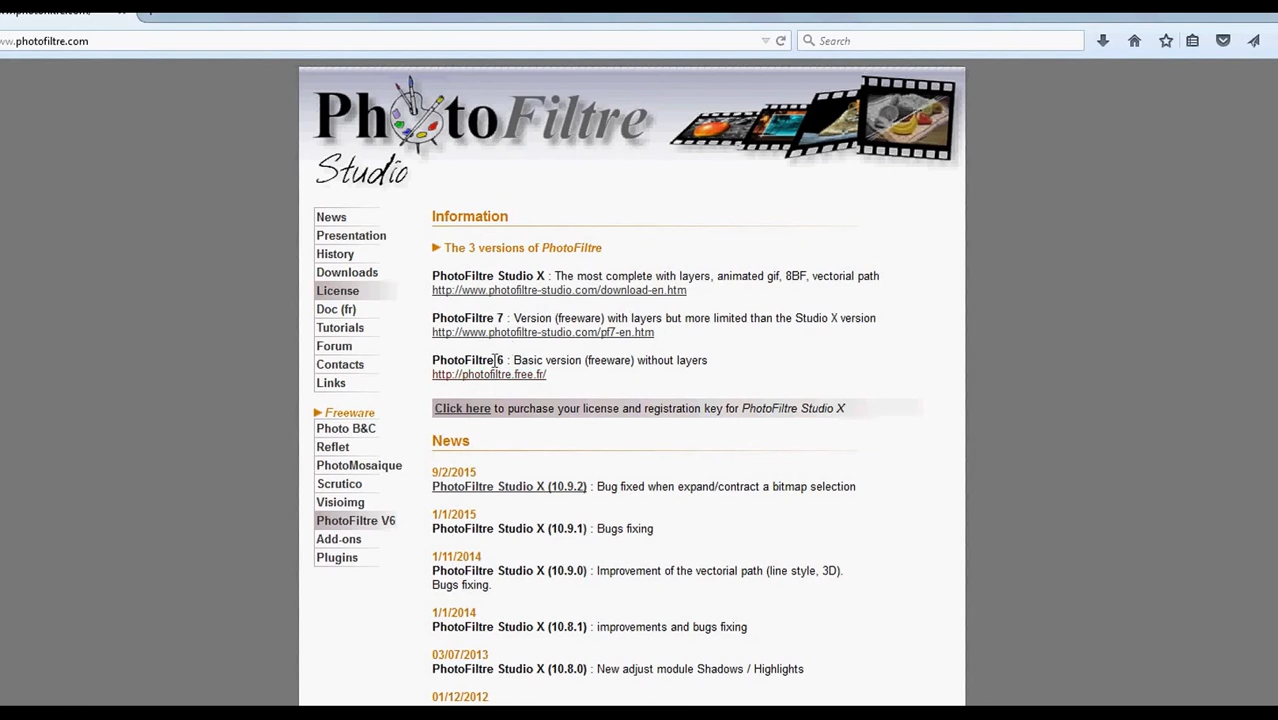 www.photofiltre.com
Search
PhotoFiltre
Studio
News
Presentation
History
Downloads
License
Doc (fr)
Tutorials
Forum
Contacts
Links
Freeware
Photo B&C
Reflet
PhotoMosaique
Scrutico
Visioimg
PhotoFiltre V6
Add-ons
Plugins
Information
The 3 versions of PhotoFiltre
PhotoFiltre Studio X : The most complete with layers, animated gif, 8BF, vectorial path
http://www.photofiltre-studio.com/download-en.htm
PhotoFiltre 7 : Version (freeware) with layers but more limited than the Studio X version
http://www.photofiltre-studio.com/pf7-en.htm
PhotoFiltre 6 : Basic version (freeware) without layers
http://photofiltre.free.fr/
Click here to purchase your license and registration key for PhotoFiltre Studio X
News
9/2/2015
PhotoFiltre Studio X (10.9.2) : Bug fixed when expand/contract a bitmap selection
1/1/2015
PhotoFiltre Studio X (10.9.1) : Bugs fixing
1/11/2014
PhotoFiltre Studio X (10.9.0) : Improvement of the vectorial path (line style, 3D).
Bugs fixing.
1/1/2014
PhotoFiltre Studio X (10.8.1) : improvements and bugs fixing
03/07/2013
PhotoFiltre Studio X (10.8.0) : New adjust module Shadows / Highlights
01/12/2012